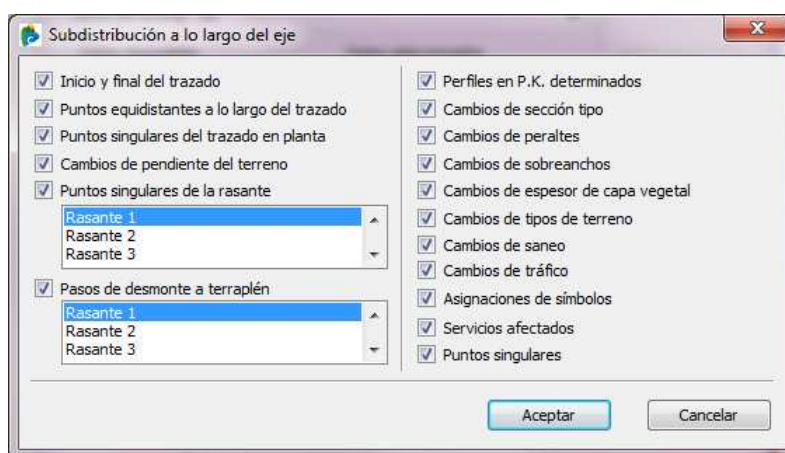 Subdistribución a lo largo del eje
Inicio y final del trazado
Puntos equidistantes a lo largo del trazado
Puntos singulares del trazado en planta
Cambios de pendiente del terreno
Puntos singulares de la rasante
Rasante 1
Rasante 2
Rasante 3
Pasos de desmonte a terraplén
Rasante 1
Rasante 2
Rasante 3
Perfiles en P.K. determinados
Cambios de sección tipo
Cambios de peraltes
Cambios de sobreanchos
Cambios de espesor de capa vegetal
Cambios de tipos de terreno
Cambios de saneo
Cambios de tráfico
Asignaciones de símbolos
Servicios afectados
Puntos singulares
Aceptar
Cancelar